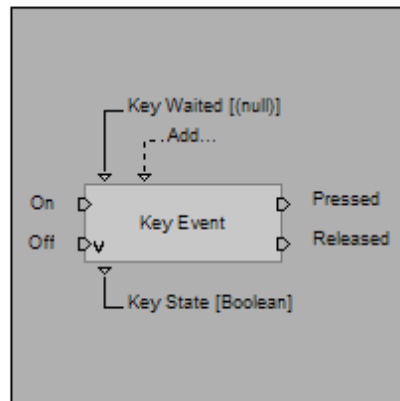 Key Waited [(null)]
Add...
On
Key Event
Pressed
Off
V
Released
Key State [Boolean]